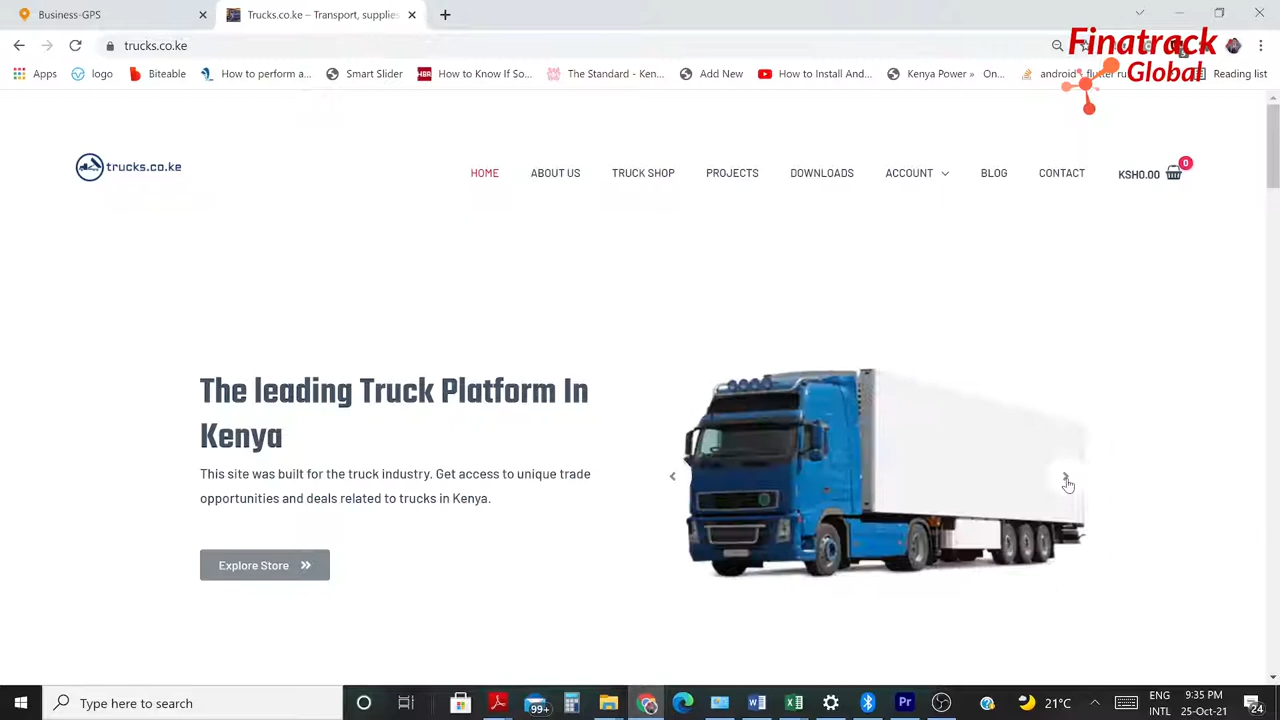 Business-GPS
Trucks.co.ke – Transport, supplies
trucks.co.ke
Finatrack
Global
Apps
logo
Biteable
How to perform a...
Smart Slider
HBR
How to Know If So...
The Standard - Ken...
Add New
How to Install And...
Kenya Power » On...
android - flutter ru
Reading list
trucks.co.ke
HOME
ABOUT US
TRUCK SHOP
PROJECTS
DOWNLOADS
ACCOUNT
BLOG
CONTACT
KSH0.00
0
The leading Truck Platform In
Kenya
This site was built for the truck industry. Get access to unique trade
opportunities and deals related to trucks in Kenya.
Explore Store
Type here to search
99+
Pr
21°C
ENG
INTL
9:35 PM
25-Oct-21
24